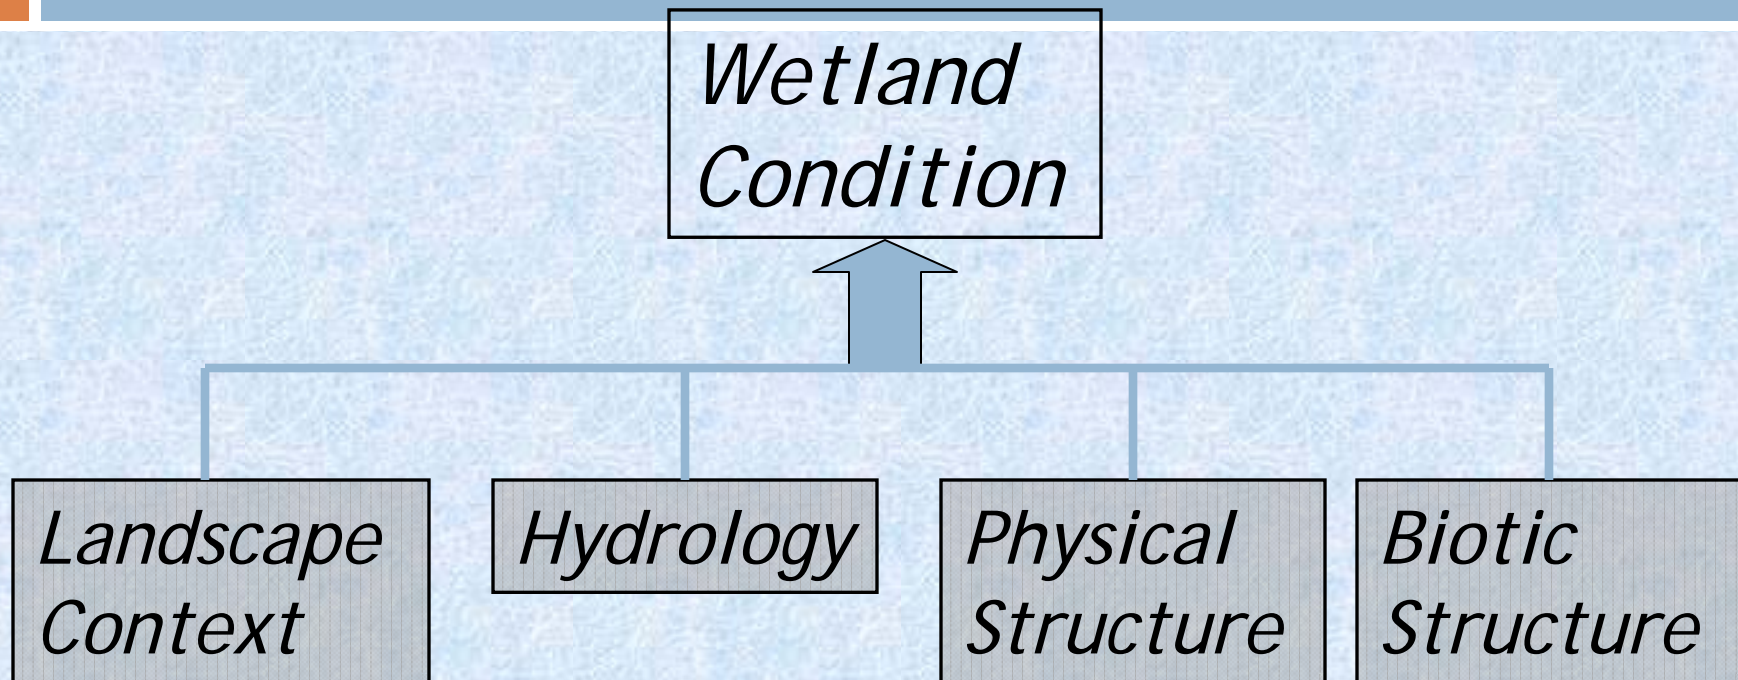 Wetland
Condition
Landscape
Context
Hydrology
Physical
Structure
Biotic
Structure